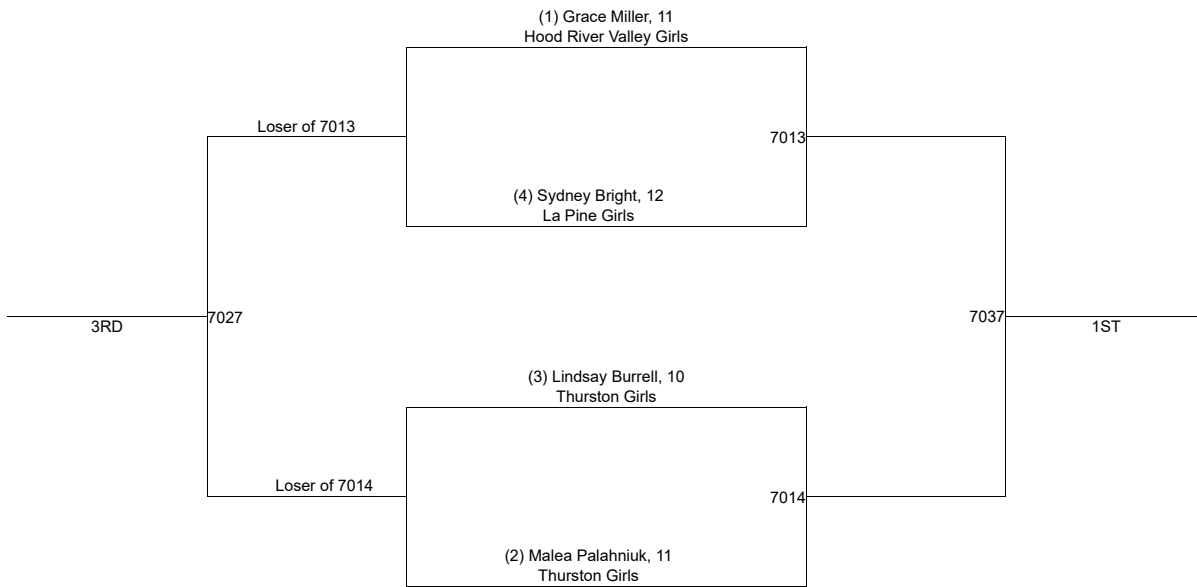 (1) Grace Miller, 11
Hood River Valley Girls
Loser of 7013
7013
(4) Sydney Bright, 12
La Pine Girls
7027
3RD
7037
1ST
(3) Lindsay Burrell, 10
Thurston Girls
Loser of 7014
7014
(2) Malea Palahniuk, 11
Thurston Girls